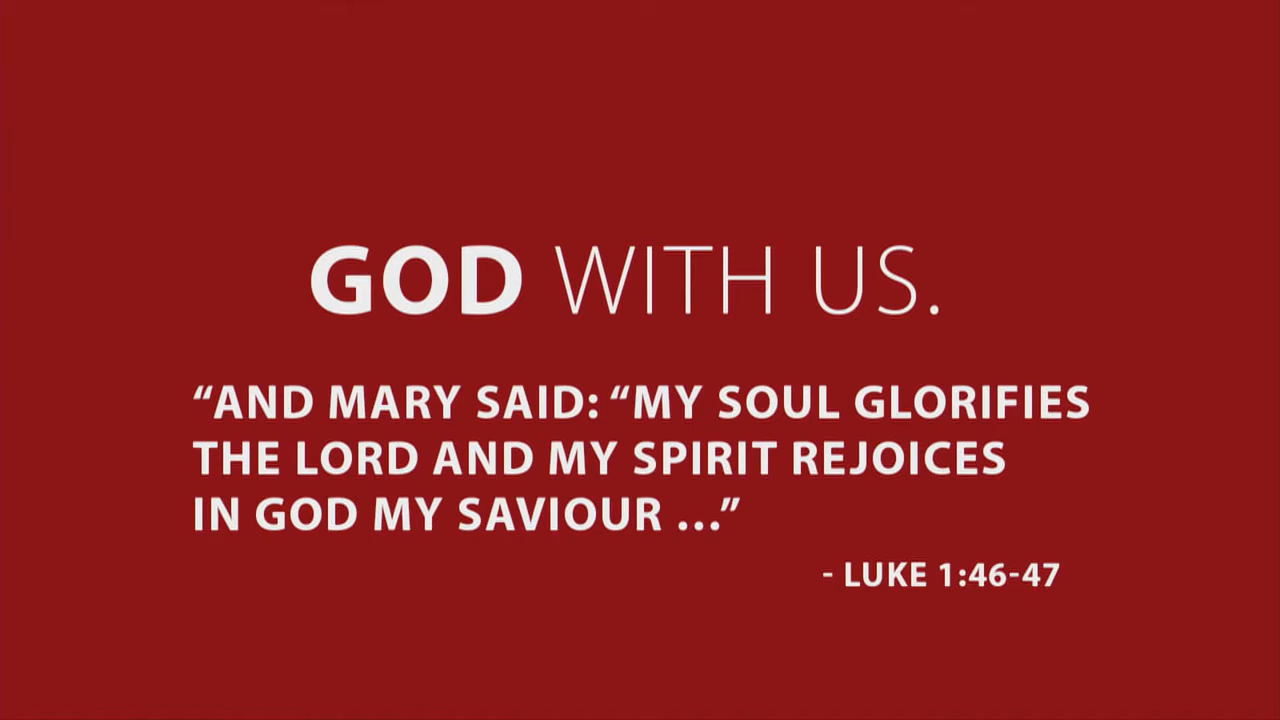 GOD WITH US.
“AND MARY SAID: “MY SOUL GLORIFIES
THE LORD AND MY SPIRIT REJOICES
IN GOD MY SAVIOUR ...”
- LUKE 1:46-47